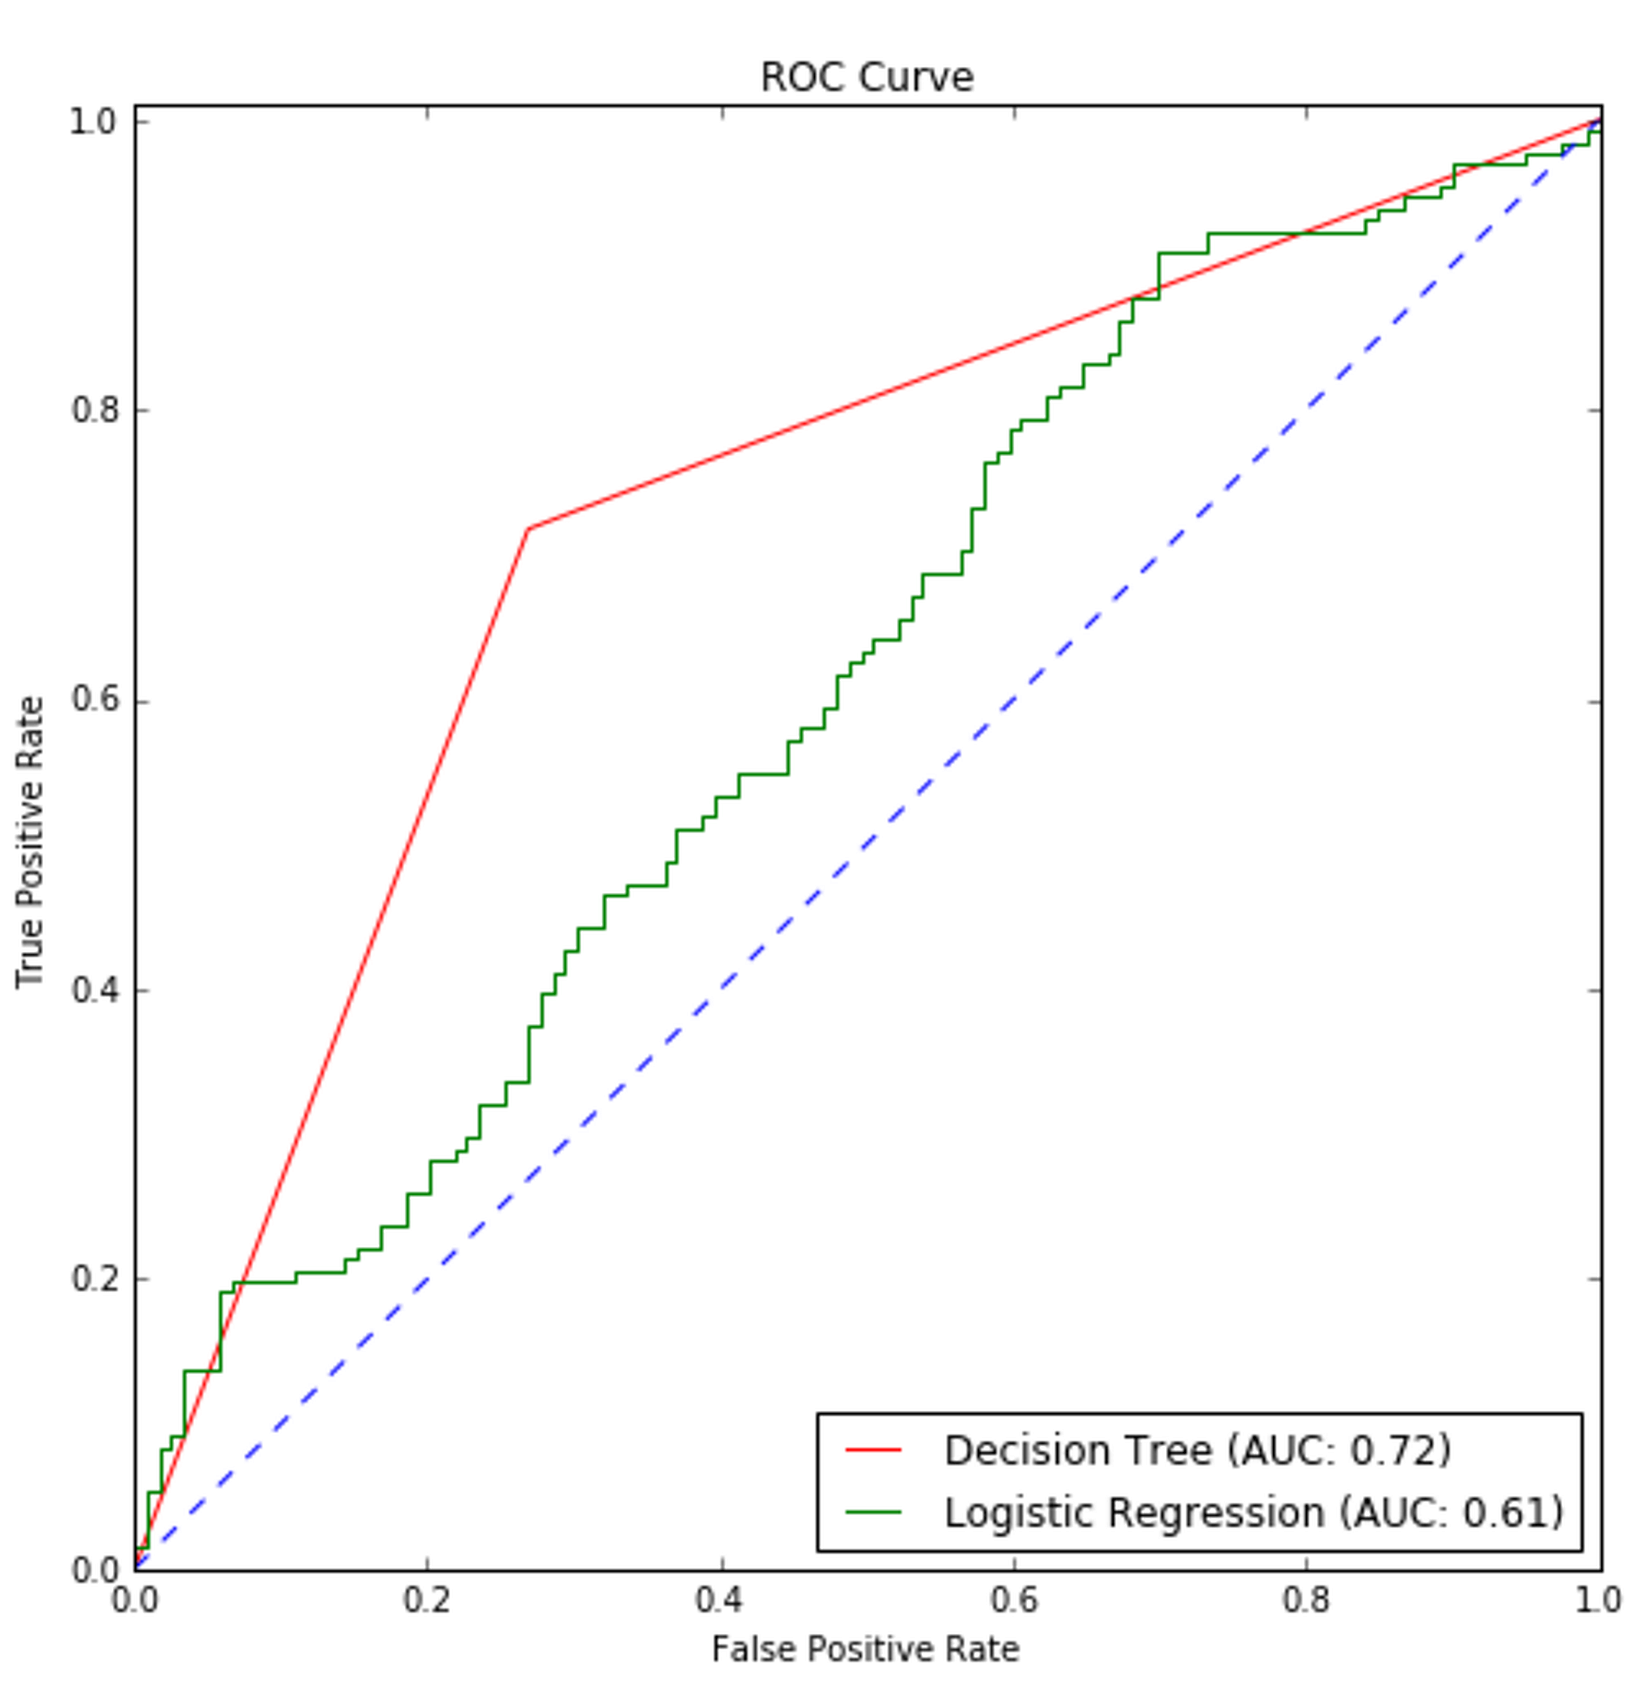 ROC Curve
1.0
0.8
0.6
0.4
0.2
0.0
True Positive Rate
0.0 0.2 0.4 0.6 0.8 1.0
False Positive Rate
Decision Tree (AUC: 0.72)
Logistic Regression (AUC: 0.61)